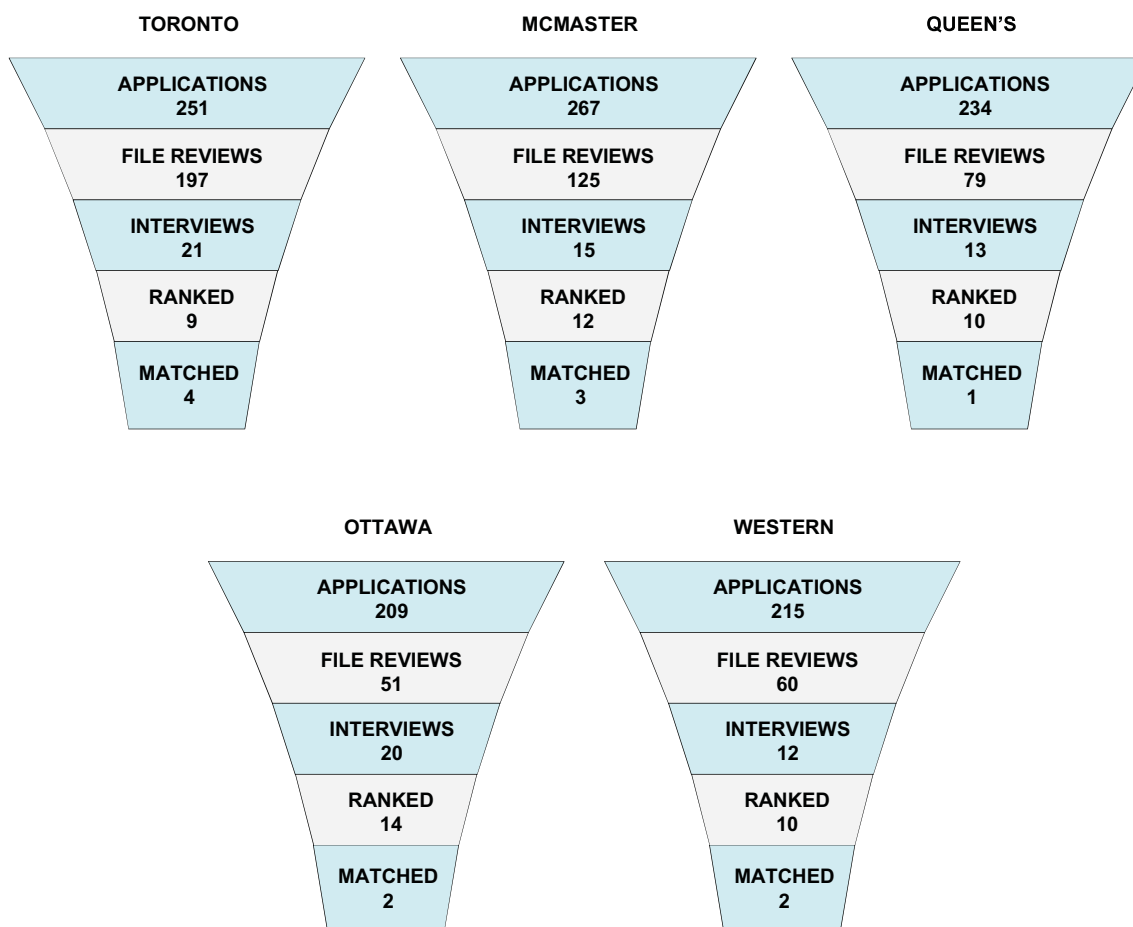 TORONTO
APPLICATIONS
251
FILE REVIEWS
197
INTERVIEWS
21
RANKED
9
MATCHED
4
MCMASTER
APPLICATIONS
267
FILE REVIEWS
125
INTERVIEWS
15
RANKED
12
MATCHED
3
QUEEN’S
APPLICATIONS
234
FILE REVIEWS
79
INTERVIEWS
13
RANKED
10
MATCHED
1
OTTAWA
APPLICATIONS
209
FILE REVIEWS
51
INTERVIEWS
20
RANKED
14
MATCHED
2
WESTERN
APPLICATIONS
215
FILE REVIEWS
60
INTERVIEWS
12
RANKED
10
MATCHED
2